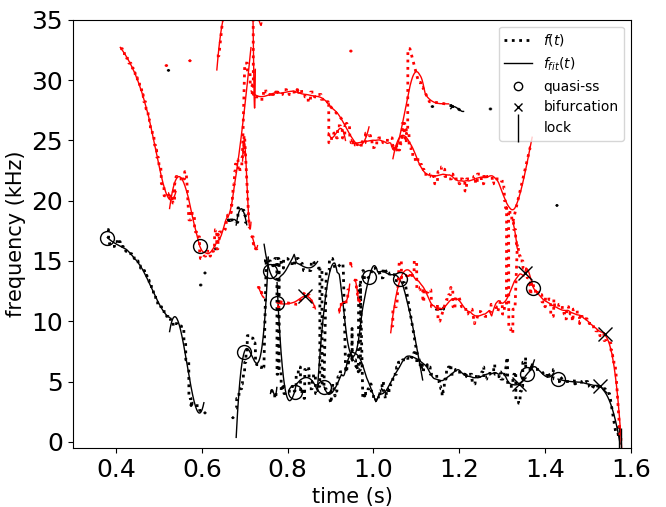 35
30
25
20
15
10
5
0
frequency (kHz)
f(t)
f_fit(t)
quasi-ss
bifurcation
lock
0.4 0.6 0.8 1.0 1.2 1.4 1.6
time (s)